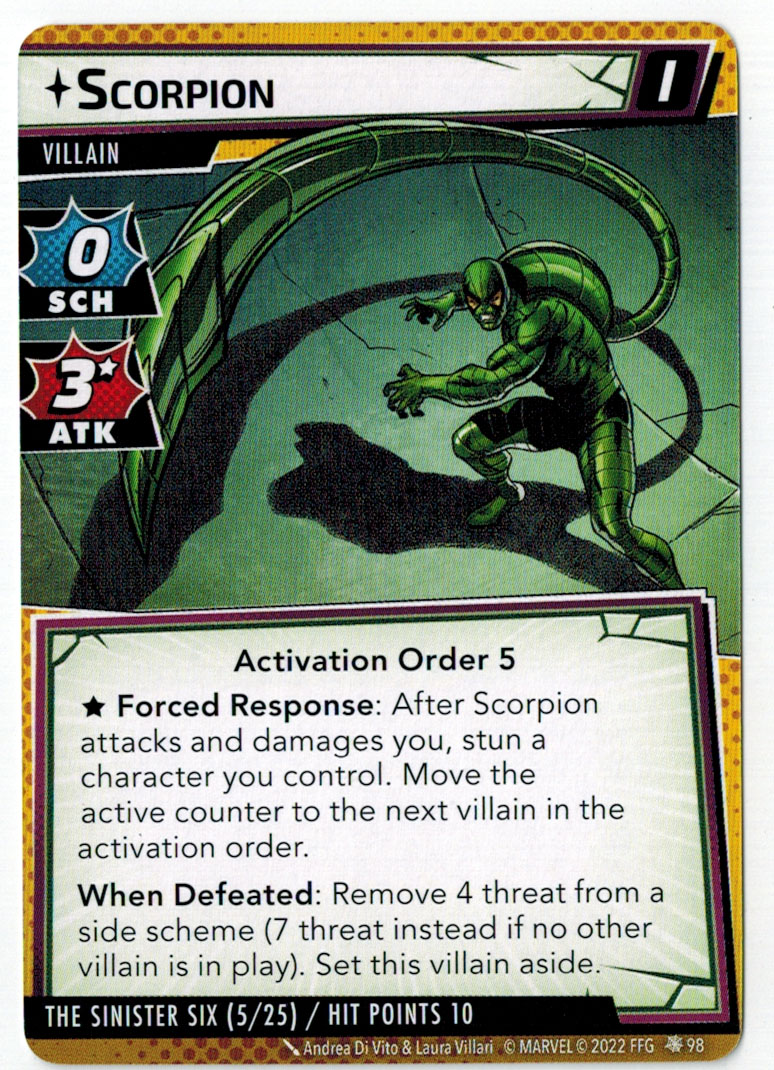 SCORPION
I
VILLAIN
0
SCH
3
ATK
Activation Order 5
★ Forced Response: After Scorpion
attacks and damages you, stun a
character you control. Move the
active counter to the next villain in the
activation order.
When Defeated: Remove 4 threat from a
side scheme (7 threat instead if no other
villain is in play). Set this villain aside.
THE SINISTER SIX (5/25) / HIT POINTS 10
Andrea Di Vito & Laura Villari © MARVEL © 2022 FFG 98